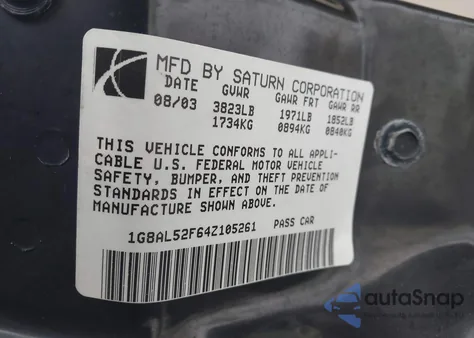 MFD BY SATURN CORPORATION
DATE GVWR GAWR FRT GAWR RR
08/03 3823LB 1971LB 1852LB
1734KG 0894KG 0840KG
THIS VEHICLE CONFORMS TO ALL APPLI-
CABLE U.S. FEDERAL MOTOR VEHICLE
SAFETY, BUMPER, AND THEFT PREVENTION
STANDARDS IN EFFECT ON THE DATE OF
MANUFACTURE SHOWN ABOVE.
1G8AL52F64Z105261 PASS CAR
autaSnap